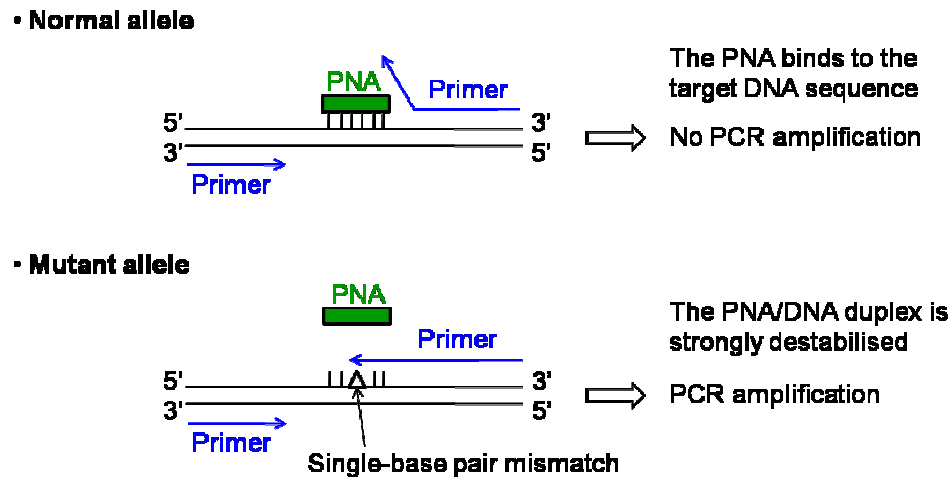 • Normal allele
PNA
Primer
The PNA binds to the
target DNA sequence
5'
3'
3'
5'
No PCR amplification
Primer
• Mutant allele
PNA
Primer
The PNA/DNA duplex is
strongly destabilised
5'
3'
3'
5'
PCR amplification
Primer
Single-base pair mismatch